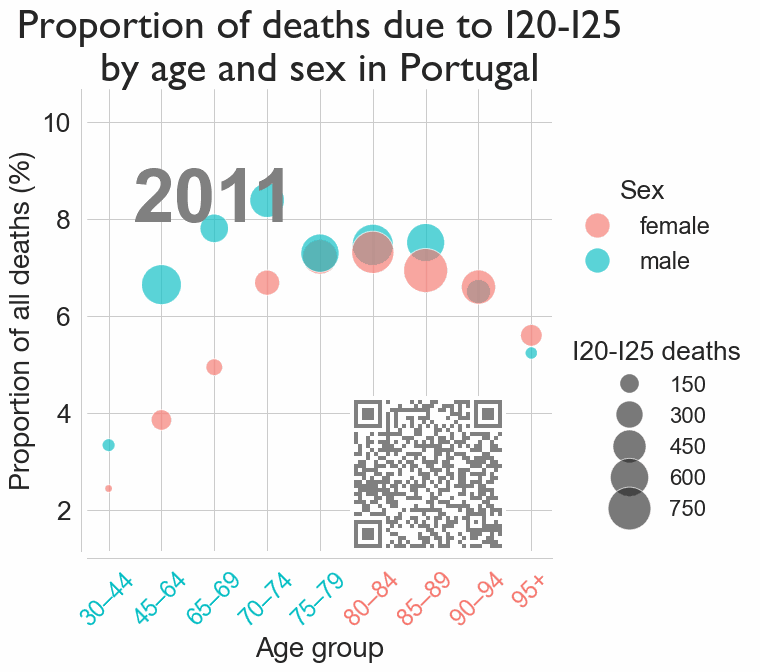 Proportion of deaths due to I20-I25
by age and sex in Portugal
Proportion of all deaths (%)
10
8
6
4
2
2011
30–44
45–64
65–69
70–74
75–79
80–84
85–89
90–94
95+
Age group
Sex
female
male
I20-I25 deaths
150
300
450
600
750